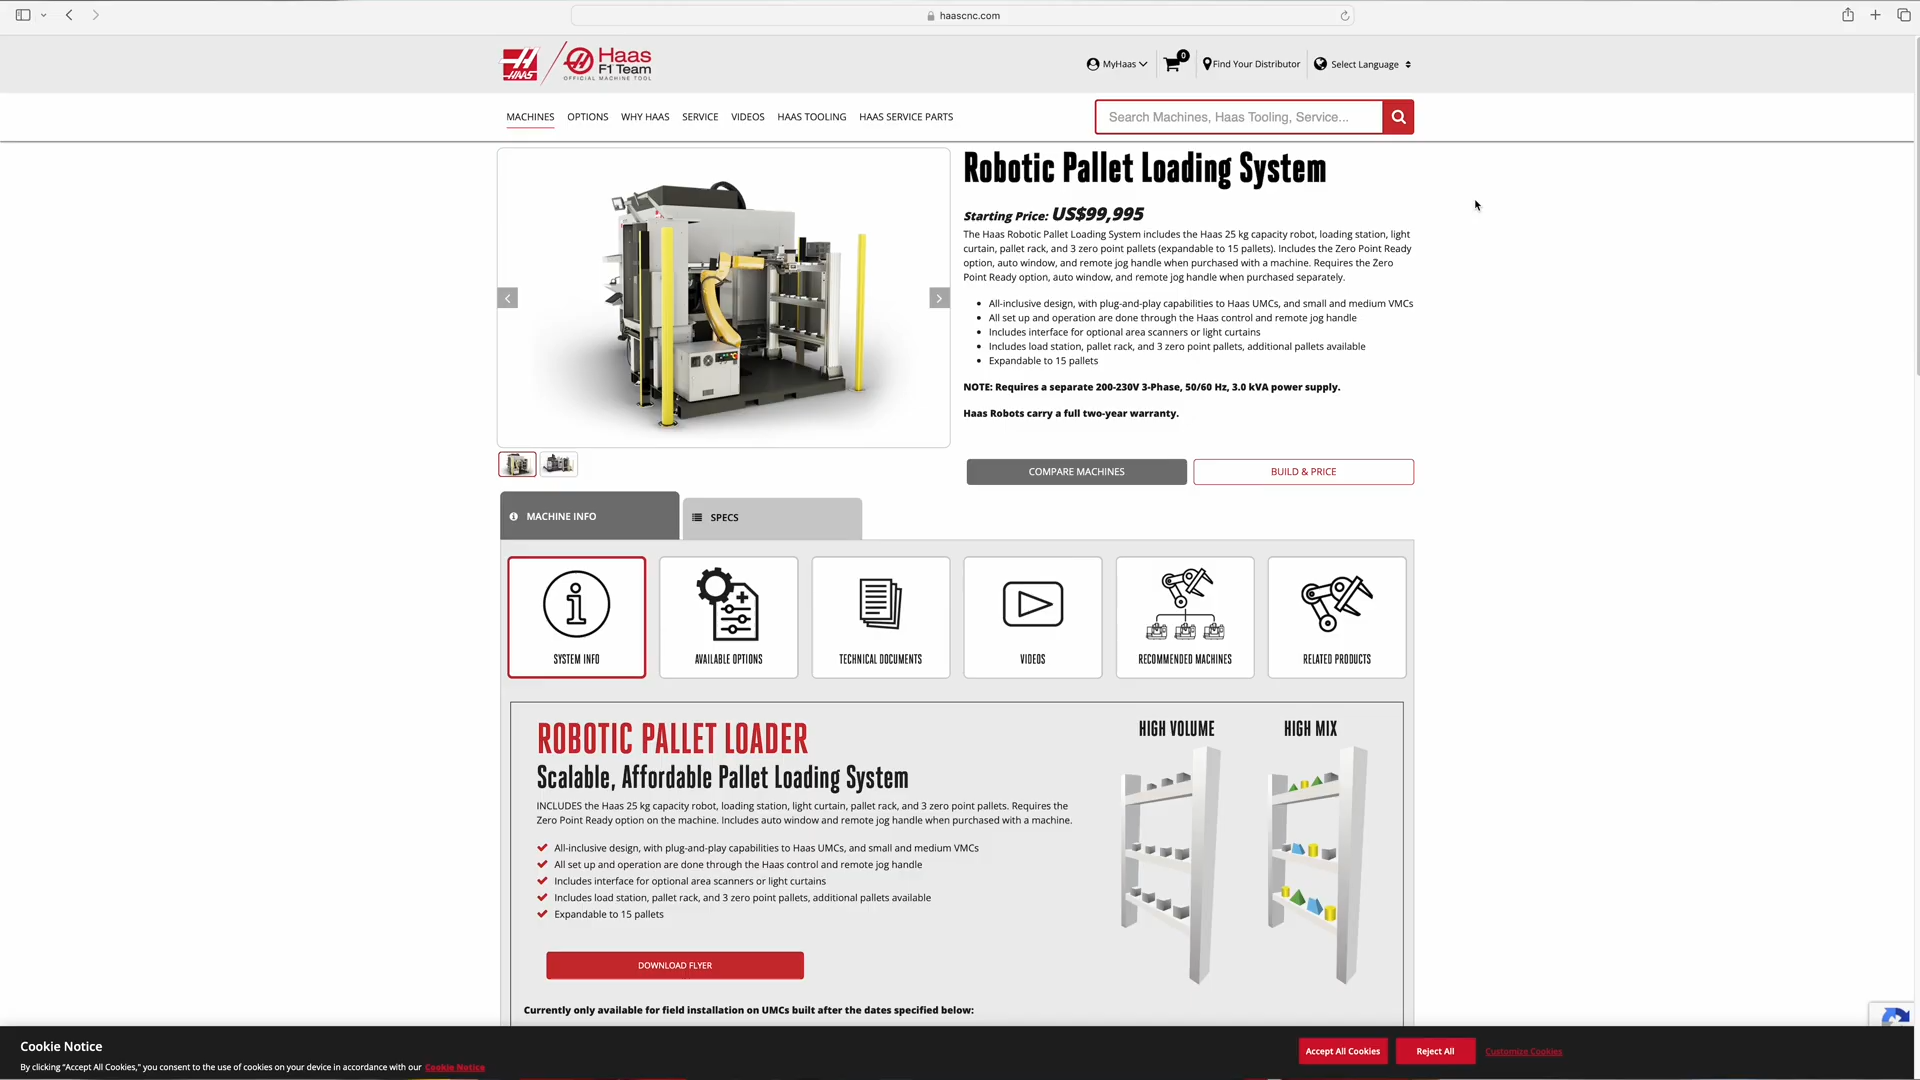 haascnc.com
HAAS
Haas
F1 Team
OFFICIAL MACHINE TOOL
MyHaas
0
Find Your Distributor
Select Language
MACHINES
OPTIONS
WHY HAAS
SERVICE
VIDEOS
HAAS TOOLING
HAAS SERVICE PARTS
Search Machines, Haas Tooling, Service...
Robotic Pallet Loading System
Starting Price: US$99,995
The Haas Robotic Pallet Loading System includes the Haas 25 kg capacity robot, loading station, light
curtain, pallet rack, and 3 zero point pallets (expandable to 15 pallets). Includes the Zero Point Ready
option, auto window, and remote jog handle when purchased with a machine. Requires the Zero
Point Ready option, auto window, and remote jog handle when purchased separately.
All-inclusive design, with plug-and-play capabilities to Haas UMCs, and small and medium VMCs
All set up and operation are done through the Haas control and remote jog handle
Includes interface for optional area scanners or light curtains
Includes load station, pallet rack, and 3 zero point pallets, additional pallets available
Expandable to 15 pallets
NOTE: Requires a separate 200-230V 3-Phase, 50/60 Hz, 3.0 kVA power supply.
Haas Robots carry a full two-year warranty.
COMPARE MACHINES
BUILD & PRICE
MACHINE INFO
SPECS
SYSTEM INFO
AVAILABLE OPTIONS
TECHNICAL DOCUMENTS
VIDEOS
RECOMMENDED MACHINES
RELATED PRODUCTS
ROBOTIC PALLET LOADER
Scalable, Affordable Pallet Loading System
INCLUDES the Haas 25 kg capacity robot, loading station, light curtain, pallet rack, and 3 zero point pallets. Requires the
Zero Point Ready option on the machine. Includes auto window and remote jog handle when purchased with a machine.
All-inclusive design, with plug-and-play capabilities to Haas UMCs, and small and medium VMCs
All set up and operation are done through the Haas control and remote jog handle
Includes interface for optional area scanners or light curtains
Includes load station, pallet rack, and 3 zero point pallets, additional pallets available
Expandable to 15 pallets
DOWNLOAD FLYER
HIGH VOLUME
HIGH MIX
Currently only available for field installation on UMCs built after the dates specified below:
Cookie Notice
By clicking "Accept All Cookies," you consent to the use of cookies on your device in accordance with our Cookie Notice
Accept All Cookies
Reject All
Customize Cookies